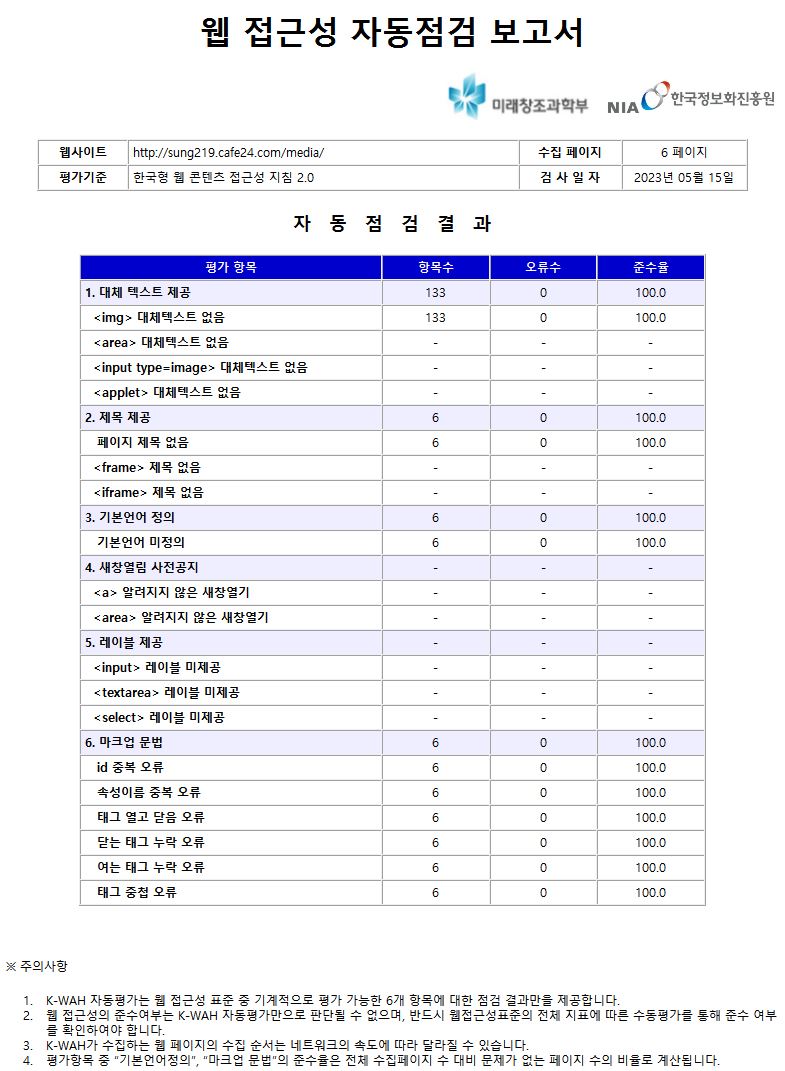 웹 접근성 자동점검 보고서
미래창조과학부 NIA 한국정보화진흥원
웹사이트 http://sung219.cafe24.com/media/ 수집 페이지 6 페이지
평가기준 한국형 웹 콘텐츠 접근성 지침 2.0 검 사 일 자 2023년 05월 15일
자 동 점 검 결 과
평가 항목 항목수 오류수 준수율
1. 대체 텍스트 제공 133 0 100.0
<img> 대체텍스트 없음 133 0 100.0
<area> 대체텍스트 없음 - - -
<input type=image> 대체텍스트 없음 - - -
<applet> 대체텍스트 없음 - - -
2. 제목 제공 6 0 100.0
페이지 제목 없음 6 0 100.0
<frame> 제목 없음 - - -
<iframe> 제목 없음 - - -
3. 기본언어 정의 6 0 100.0
기본언어 미정의 6 0 100.0
4. 새창열림 사전공지 - - -
<a> 알려지지 않은 새창열기 - - -
<area> 알려지지 않은 새창열기 - - -
5. 레이블 제공 - - -
<input> 레이블 미제공 - - -
<textarea> 레이블 미제공 - - -
<select> 레이블 미제공 - - -
6. 마크업 문법 6 0 100.0
id 중복 오류 6 0 100.0
속성이름 중복 오류 6 0 100.0
태그 열고 닫음 오류 6 0 100.0
닫는 태그 누락 오류 6 0 100.0
여는 태그 누락 오류 6 0 100.0
태그 중첩 오류 6 0 100.0
※ 주의사항
1. K-WAH 자동평가는 웹 접근성 표준 중 기계적으로 평가 가능한 6개 항목에 대한 점검 결과만을 제공합니다.
2. 웹 접근성의 준수여부는 K-WAH 자동평가만으로 판단될 수 없으며, 반드시 웹접근성표준의 전체 지표에 따른 수동평가를 통해 준수 여부
를 확인하여야 합니다.
3. K-WAH가 수집하는 웹 페이지의 수집 순서는 네트워크의 속도에 따라 달라질 수 있습니다.
4. 평가항목 중 “기본언어정의”, “마크업 문법”의 준수율은 전체 수집페이지 수 대비 문제가 없는 페이지 수의 비율로 계산됩니다.